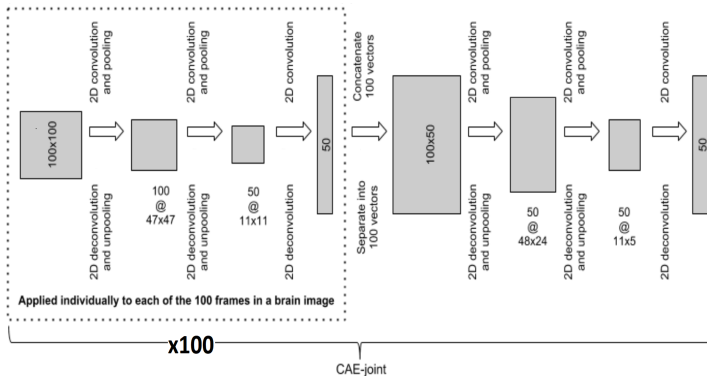 2D convolution
and pooling
2D convolution
and pooling
2D convolution
Concatenate
100 vectors
2D convolution
and pooling
2D convolution
and pooling
2D convolution
100x100
50
100x50
50
100
@
47x47
50
@
11x11
50
@
48x24
50
@
11x5
2D deconvolution
and unpooling
2D deconvolution
and unpooling
2D deconvolution
Separate into
100 vectors
2D deconvolution
and unpooling
2D deconvolution
and unpooling
2D deconvolution
Applied individually to each of the 100 frames in a brain image
x100
CAE-joint